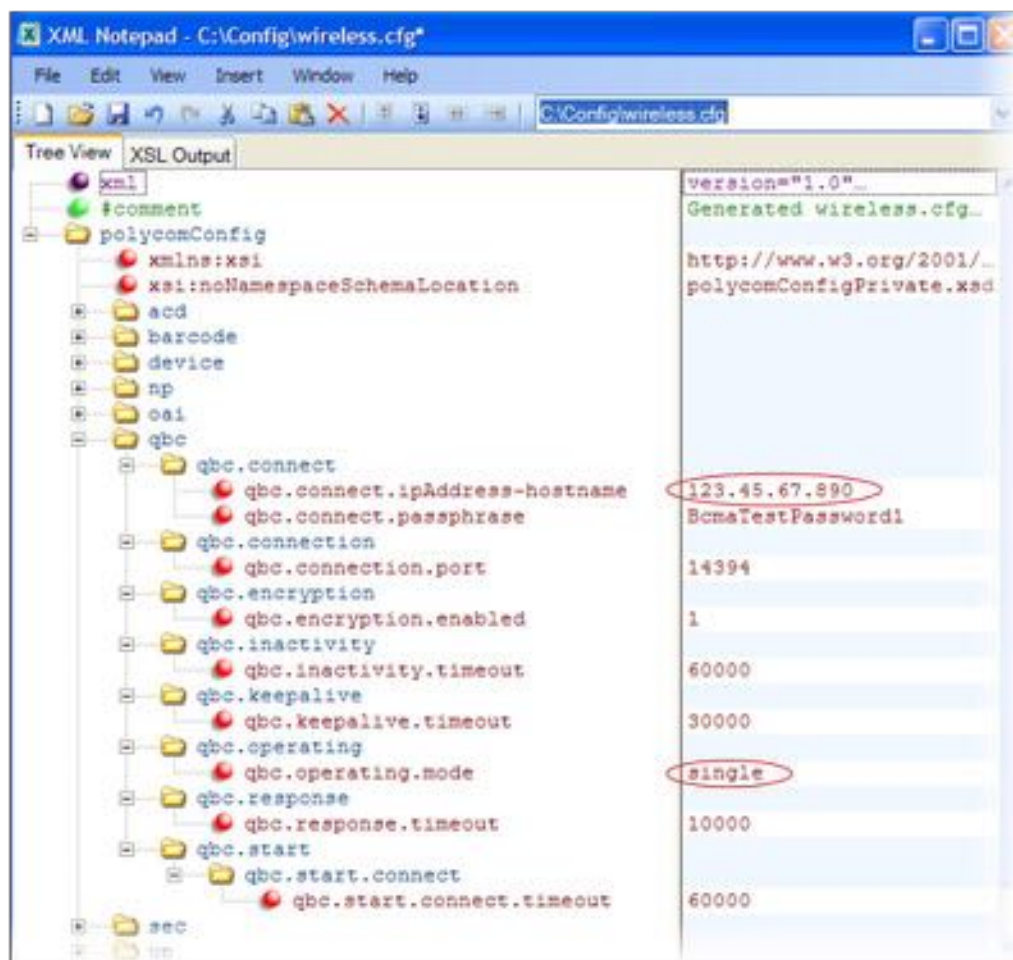 XML Notepad - C:\Config\wireless.cfg*
File Edit View Insert Window Help
C:\Config\wireless.cfg
Tree View XSL Output
xml version="1.0"…
#comment Generated wireless.cfg…
polycomConfig
xmlns:xsi http://www.w3.org/2001/…
xsi:noNamespaceSchemaLocation polycomConfigPrivate.xsd
acd
barcode
device
np
oai
qbc
qbc.connect
qbc.connect.ipAddress-hostname 123.45.67.890
qbc.connect.passphrase BcmaTestPassword1
qbc.connection
qbc.connection.port 14394
qbc.encryption
qbc.encryption.enabled 1
qbc.inactivity
qbc.inactivity.timeout 60000
qbc.keepalive
qbc.keepalive.timeout 30000
qbc.operating
qbc.operating.mode single
qbc.response
qbc.response.timeout 10000
qbc.start
qbc.start.connect
qbc.start.connect.timeout 60000
sec